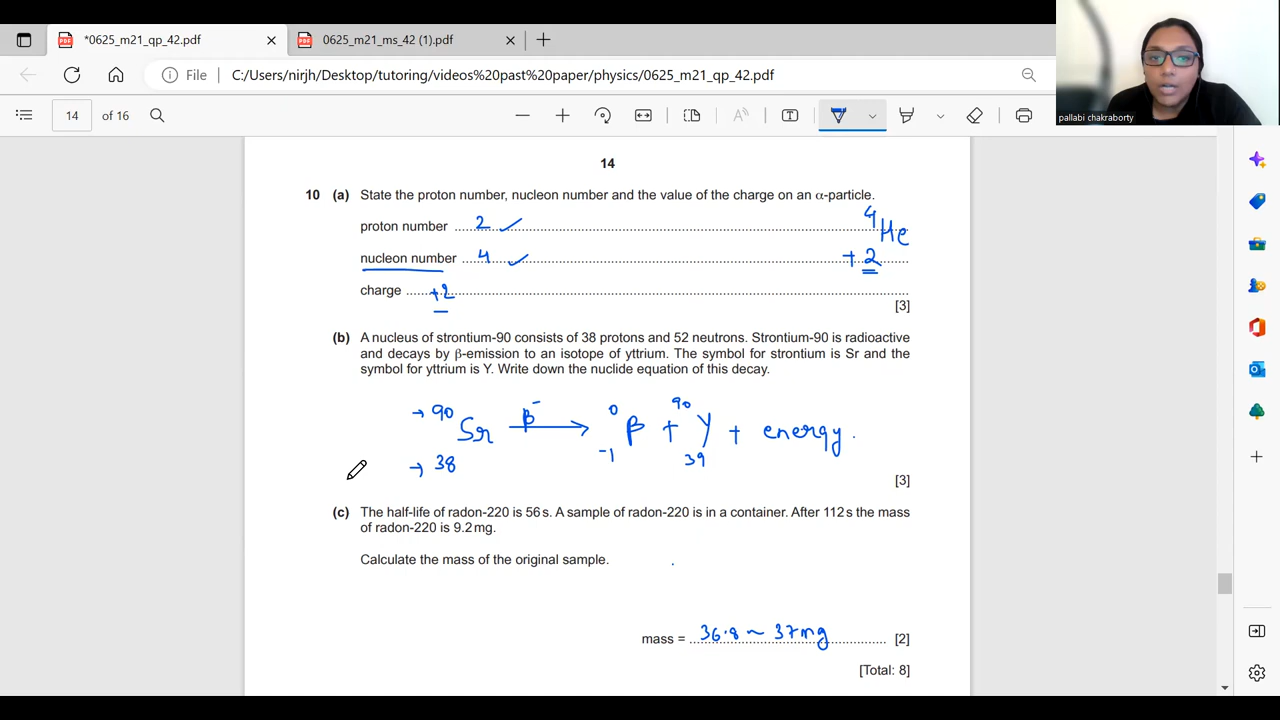 *0625_m21_qp_42.pdf
0625_m21_ms_42 (1).pdf
File C:/Users/nirjh/Desktop/tutoring/videos%20past%20paper/physics/0625_m21_qp_42.pdf
14 of 16
pallabi chakraborty
14
10 (a) State the proton number, nucleon number and the value of the charge on an α-particle.
proton number 2 ✓ 4 He
nucleon number 4 ✓ + 2
charge +2
[3]
(b) A nucleus of strontium-90 consists of 38 protons and 52 neutrons. Strontium-90 is radioactive
and decays by β-emission to an isotope of yttrium. The symbol for strontium is Sr and the
symbol for yttrium is Y. Write down the nuclide equation of this decay.
→ 90 β⁻ 0 90
Sr → β + Y + energy.
→ 38 -1 39
[3]
(c) The half-life of radon-220 is 56 s. A sample of radon-220 is in a container. After 112 s the mass
of radon-220 is 9.2 mg.
Calculate the mass of the original sample.
mass = 36.8 ~ 37mg [2]
[Total: 8]